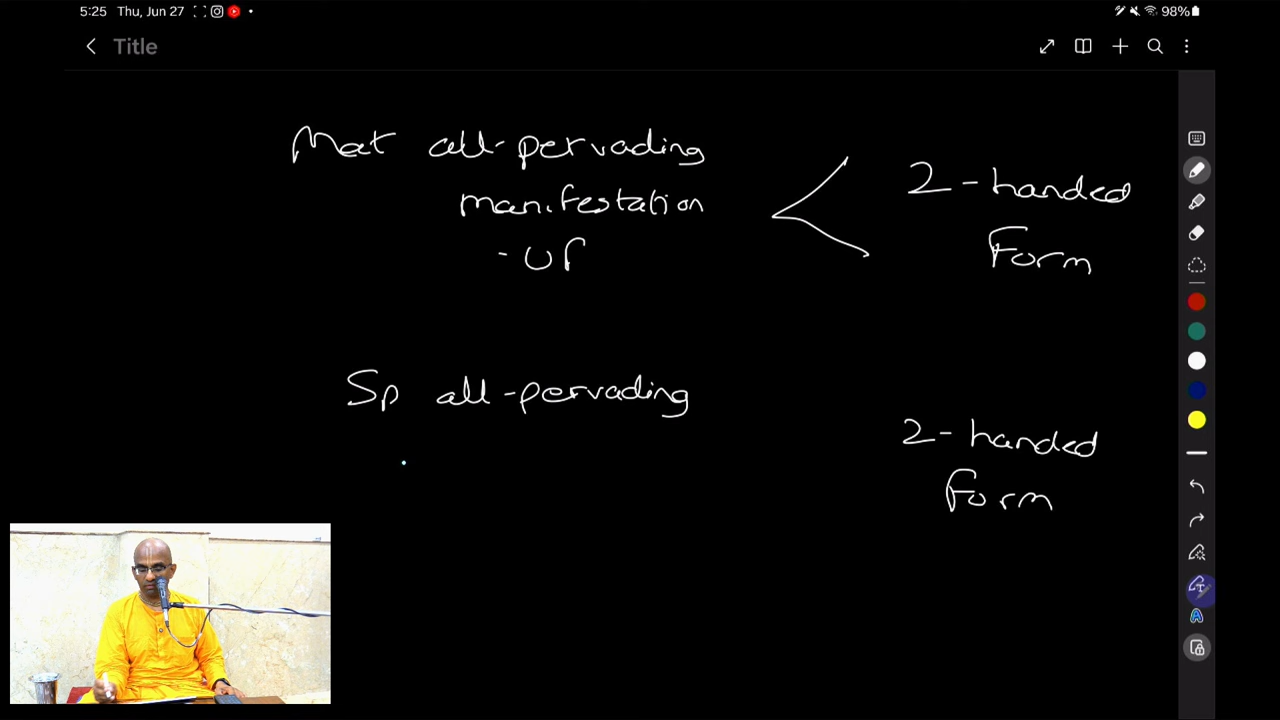 5:25 Thu, Jun 27
98%
Title
Mat all-pervading
manifestation
- UF
<
2-handed
Form
Sp all-pervading
2-handed
Form